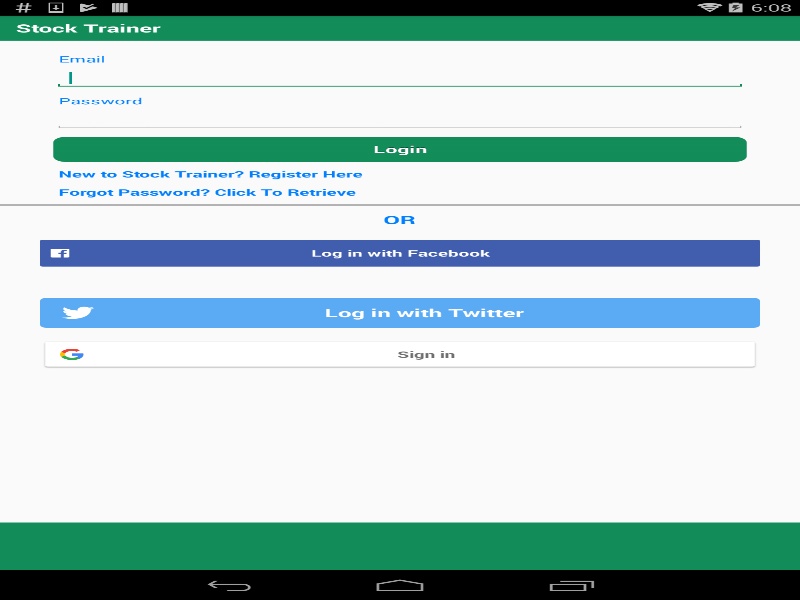 6:08
Stock Trainer
Email
Password
Login
New to Stock Trainer? Register Here
Forgot Password? Click To Retrieve
OR
Log in with Facebook
Log in with Twitter
Sign in